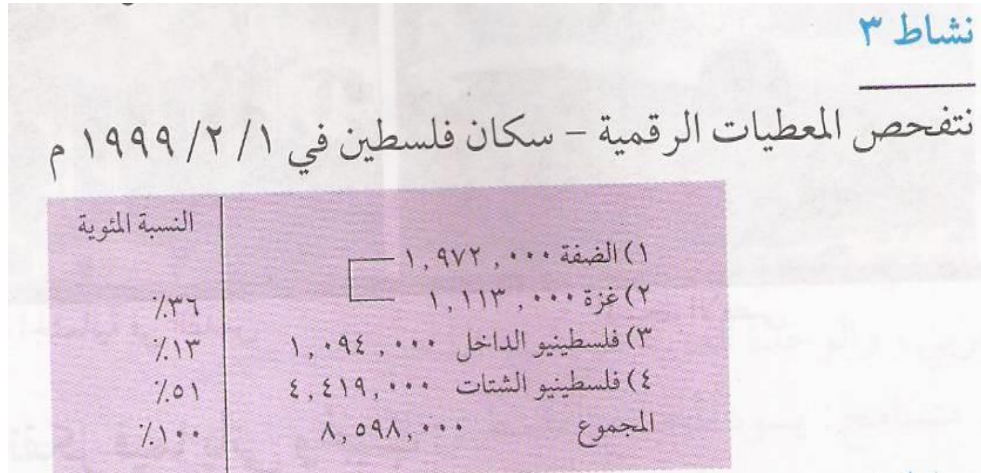 نشاط ٣
نتفحص المعطيات الرقمية – سكان فلسطين في ١/ ٢/ ١٩٩٩ م
النسبة المئوية
١) الضفة ١,٩٧٢,٠٠٠
٢) غزة ١,١١٣,٠٠٠ ٣٦٪
٣) فلسطينيو الداخل ١,٠٩٤,٠٠٠ ١٣٪
٤) فلسطينيو الشتات ٤,٤١٩,٠٠٠ ٥١٪
المجموع ٨,٥٩٨,٠٠٠ ١٠٠٪